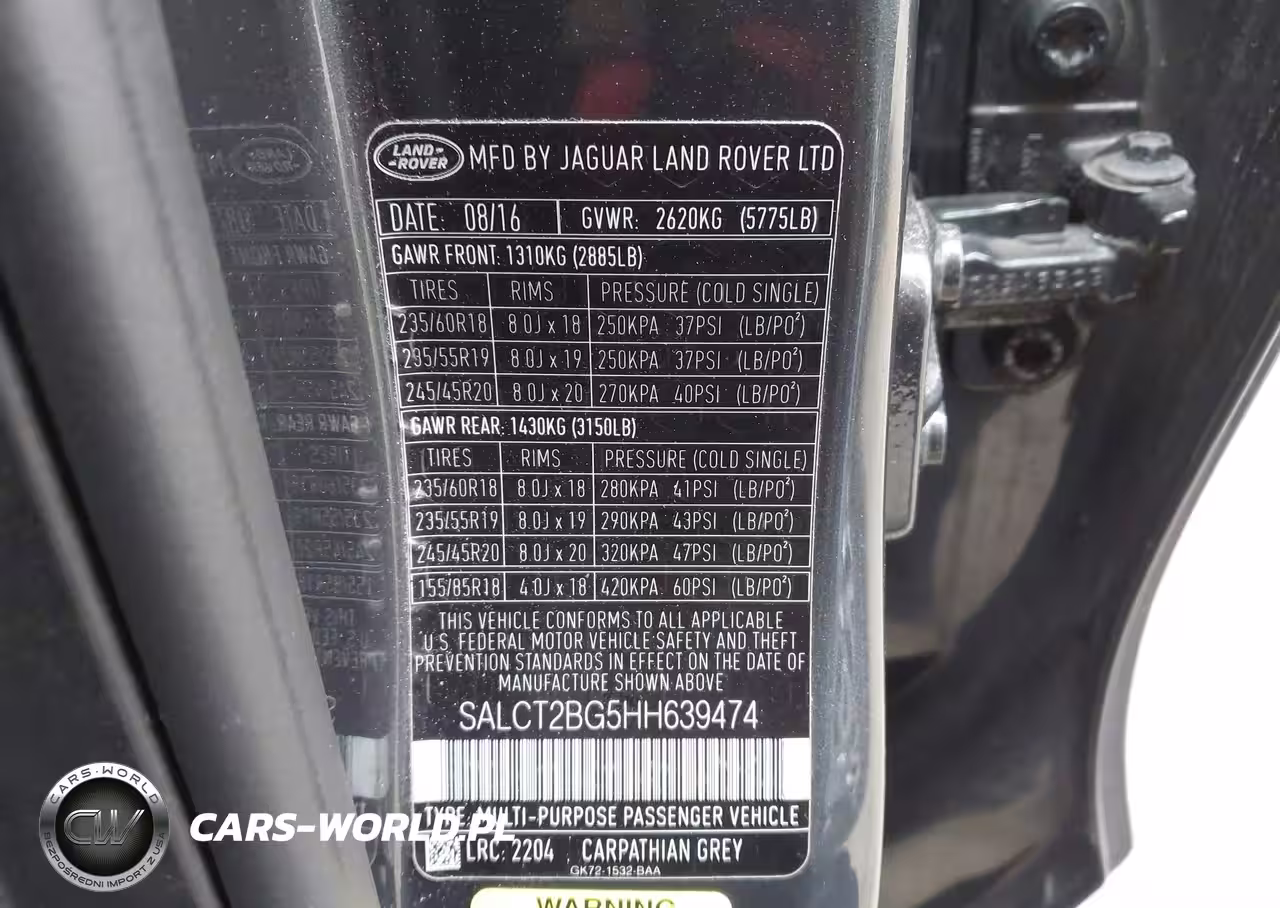 LAND-
-ROVER
MFD BY JAGUAR LAND ROVER LTD
DATE: 08/16 GVWR: 2620KG (5775LB)
GAWR FRONT: 1310KG (2885LB)
TIRES RIMS PRESSURE (COLD SINGLE)
235/60R18 8.0J x 18 250KPA 37PSI (LB/PO²)
235/55R19 8.0J x 19 250KPA 37PSI (LB/PO²)
245/45R20 8.0J x 20 270KPA 40PSI (LB/PO²)
GAWR REAR: 1430KG (3150LB)
TIRES RIMS PRESSURE (COLD SINGLE)
235/60R18 8.0J x 18 280KPA 41PSI (LB/PO²)
235/55R19 8.0J x 19 290KPA 43PSI (LB/PO²)
245/45R20 8.0J x 20 320KPA 47PSI (LB/PO²)
155/85R18 4.0J x 18 420KPA 60PSI (LB/PO²)
THIS VEHICLE CONFORMS TO ALL APPLICABLE
U.S. FEDERAL MOTOR VEHICLE SAFETY AND THEFT
PREVENTION STANDARDS IN EFFECT ON THE DATE OF
MANUFACTURE SHOWN ABOVE
SALCT2BG5HH639474
TYPE: MULTI-PURPOSE PASSENGER VEHICLE
LRC: 2204 CARPATHIAN GREY
GK72-1532-BAA
WARNING
CARS-WORLD
CW
BEZPOŚREDNI IMPORT Z USA
CARS-WORLD.PL